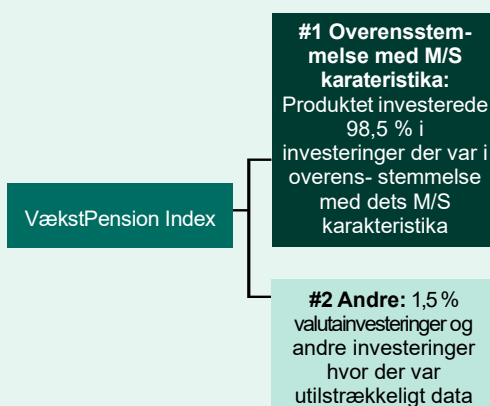 #1 Overensstem-
melse med M/S
karateristika:
Produktet investerede
98,5 % i
investeringer der var i
overens- stemmelse
med dets M/S
karakteristika
VækstPension Index
#2 Andre: 1,5 %
valutainvesteringer og
andre investeringer
hvor der var
utilstrækkeligt data